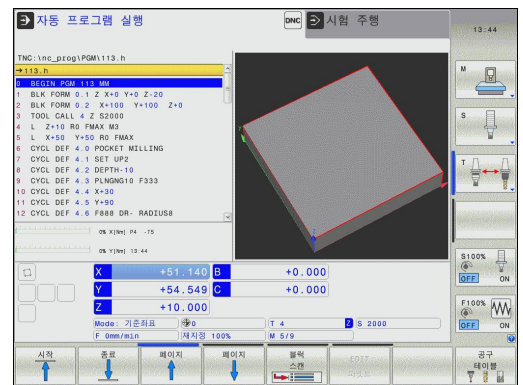 자동 프로그램 실행
DNC
시험 주행
13:44
TNC:\nc_prog\PGM\113.h
→113.h
0 BEGIN PGM 113 MM
1 BLK FORM 0.1 Z X+0 Y+0 Z-20
2 BLK FORM 0.2 X+100 Y+100 Z+0
3 TOOL CALL 4 Z S2000
4 L Z+10 R0 FMAX M3
5 L X+50 Y+50 R0 FMAX
6 CYCL DEF 4.0 POCKET MILLING
7 CYCL DEF 4.1 SET UP2
8 CYCL DEF 4.2 DEPTH-10
9 CYCL DEF 4.3 PLNGNG10 F333
10 CYCL DEF 4.4 X+30
11 CYCL DEF 4.5 Y+90
12 CYCL DEF 4.6 F888 DR- RADIUS8
M
S
T
0% X[Nm] P4 -T5
0% Y[Nm] 13:44
X +51.140 B +0.000
Y +54.549 C +0.000
Z +10.000
Mode: 기준좌표 0 T 4 Z S 2000
F 0mm/min 재지정 100% M 5/9
S100%
OFF ON
F100%
OFF ON
시작
종료
페이지
페이지
블럭
스캔
EDIT
공구
테이블